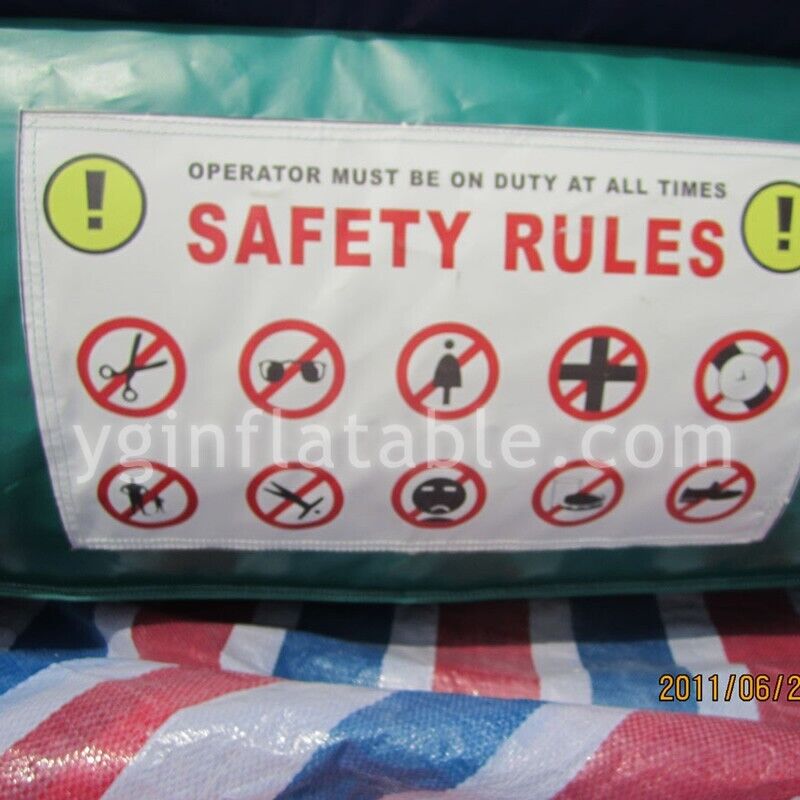 OPERATOR MUST BE ON DUTY AT ALL TIMES
! SAFETY RULES !
yginflatable.com
2011/06/2